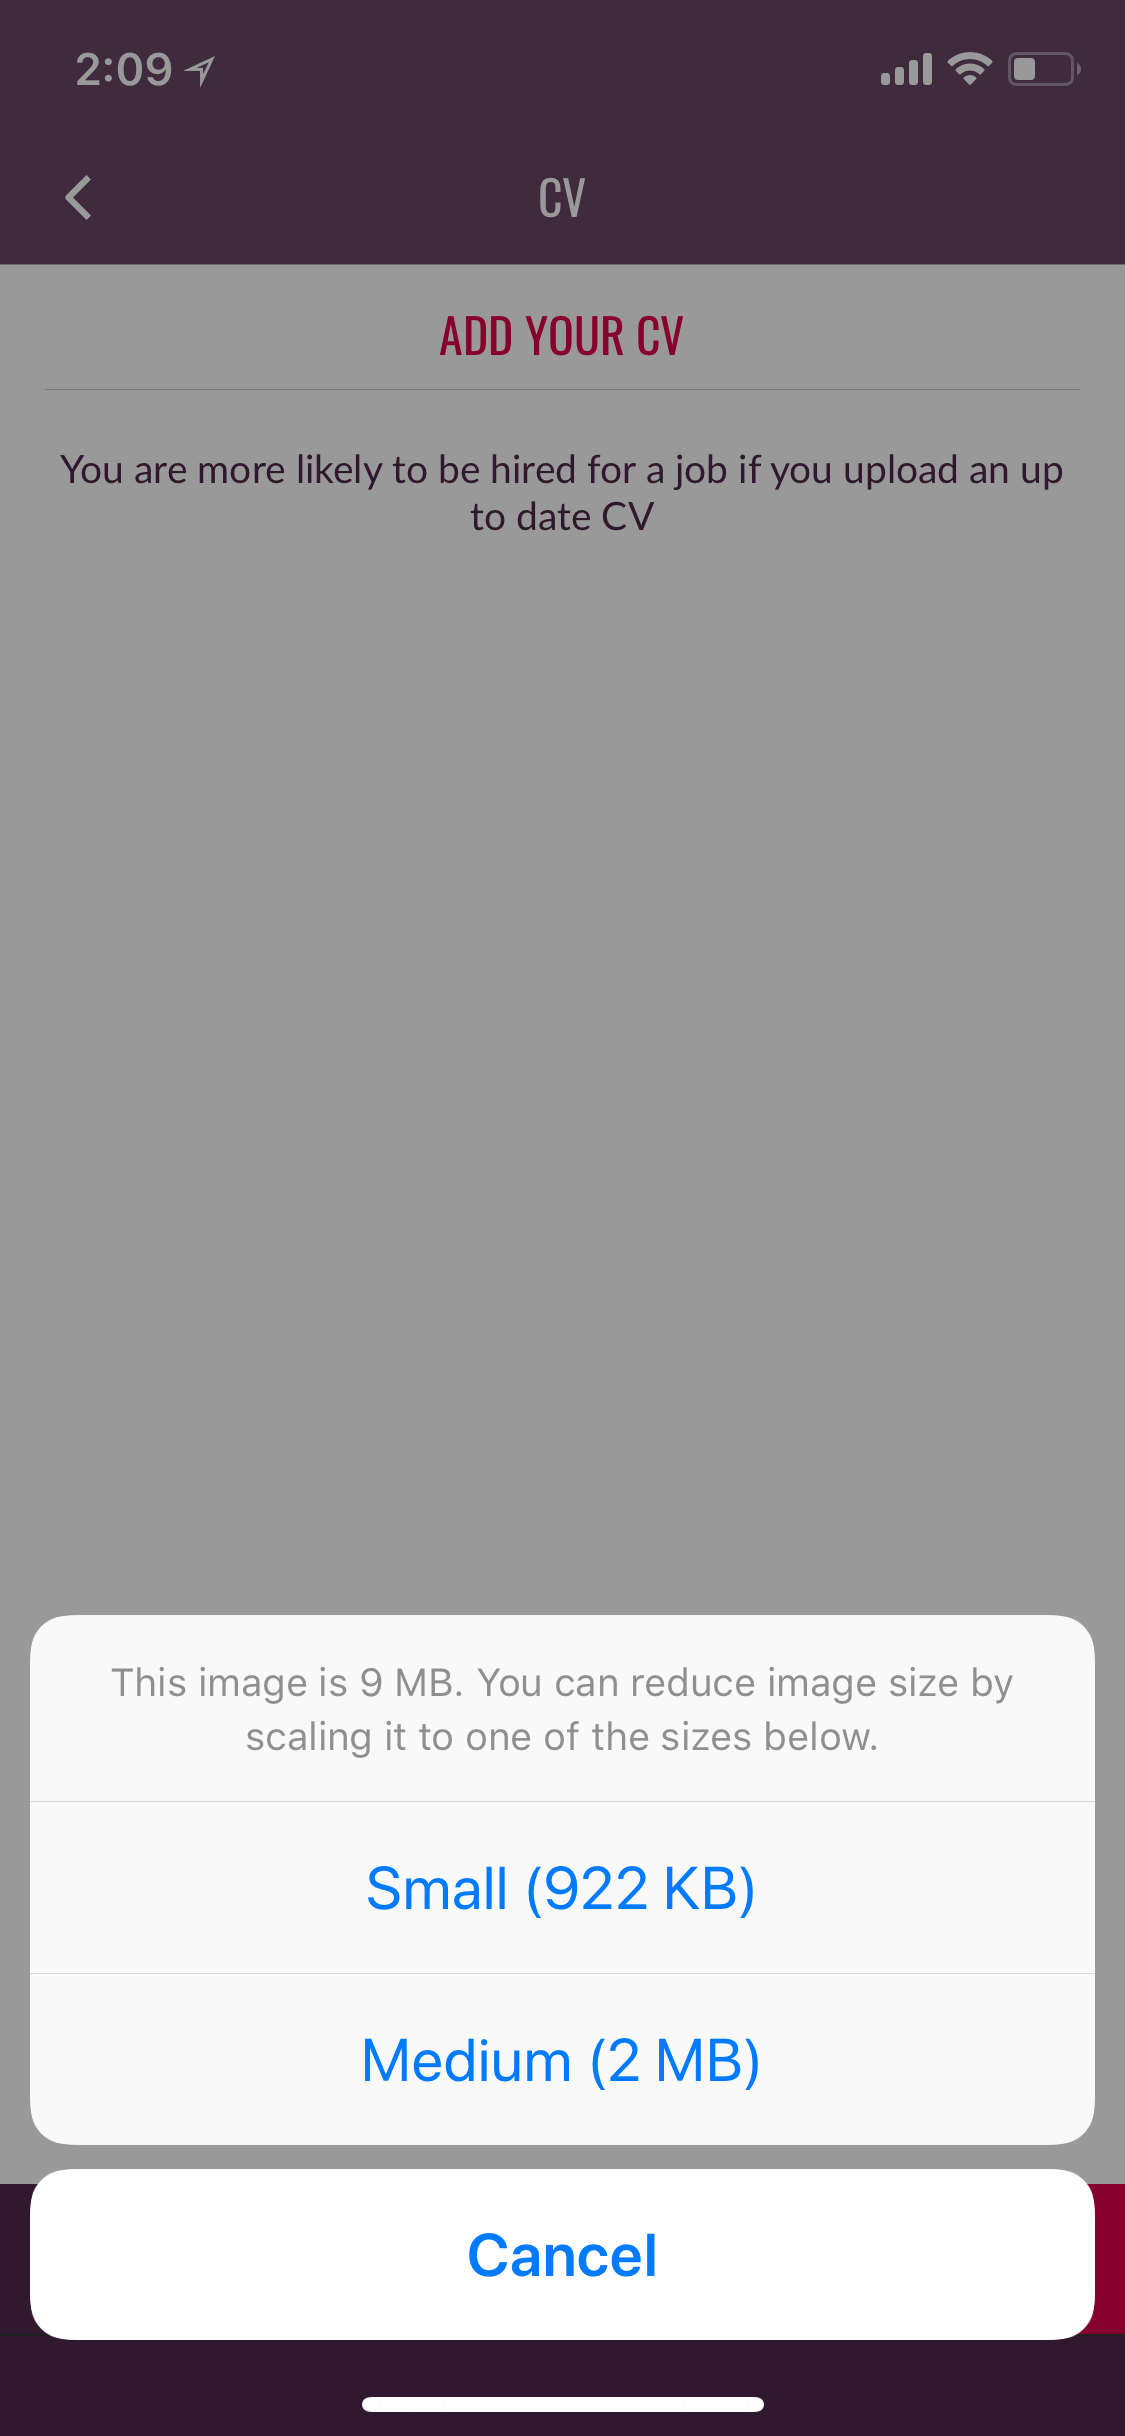 2:09
CV
ADD YOUR CV
You are more likely to be hired for a job if you upload an up
to date CV
This image is 9 MB. You can reduce image size by
scaling it to one of the sizes below.
Small (922 KB)
Medium (2 MB)
Cancel